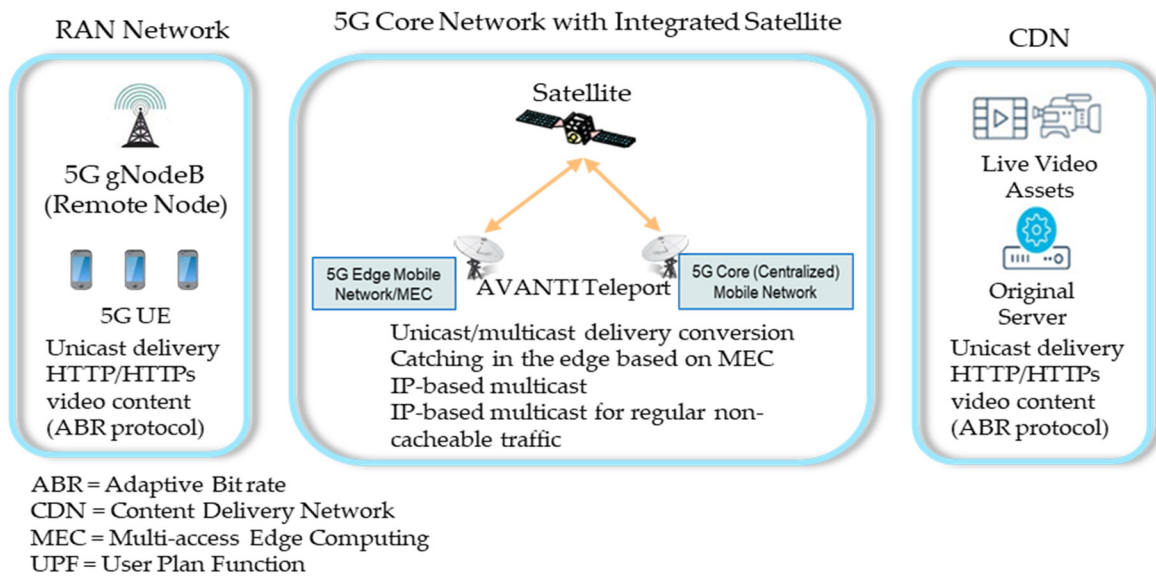 RAN Network
5G gNodeB
(Remote Node)
5G UE
Unicast delivery
HTTP/HTTPs
video content
(ABR protocol)
5G Core Network with Integrated Satellite
Satellite
5G Edge Mobile
Network/MEC
AVANTI Teleport
5G Core (Centralized)
Mobile Network
Unicast/multicast delivery conversion
Catching in the edge based on MEC
IP-based multicast
IP-based multicast for regular non-
cacheable traffic
CDN
Live Video
Assets
Original
Server
Unicast delivery
HTTP/HTTPs
video content
(ABR protocol)
ABR = Adaptive Bit rate
CDN = Content Delivery Network
MEC = Multi-access Edge Computing
UPF = User Plan Function